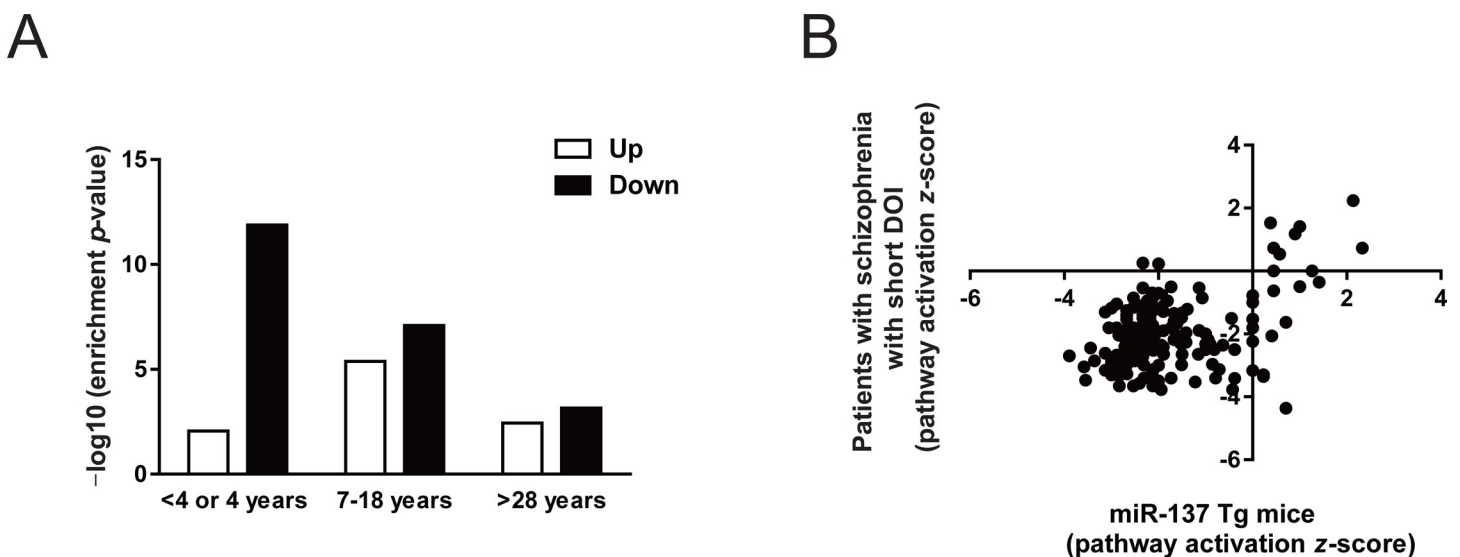 A
−log10 (enrichment p-value)
15
10
5
0
Up
Down
<4 or 4 years
7-18 years
>28 years
B
Patients with schizophrenia
with short DOI
(pathway activation z-score)
4
2
-6
-4
2
4
-2
-4
-6
miR-137 Tg mice
(pathway activation z-score)